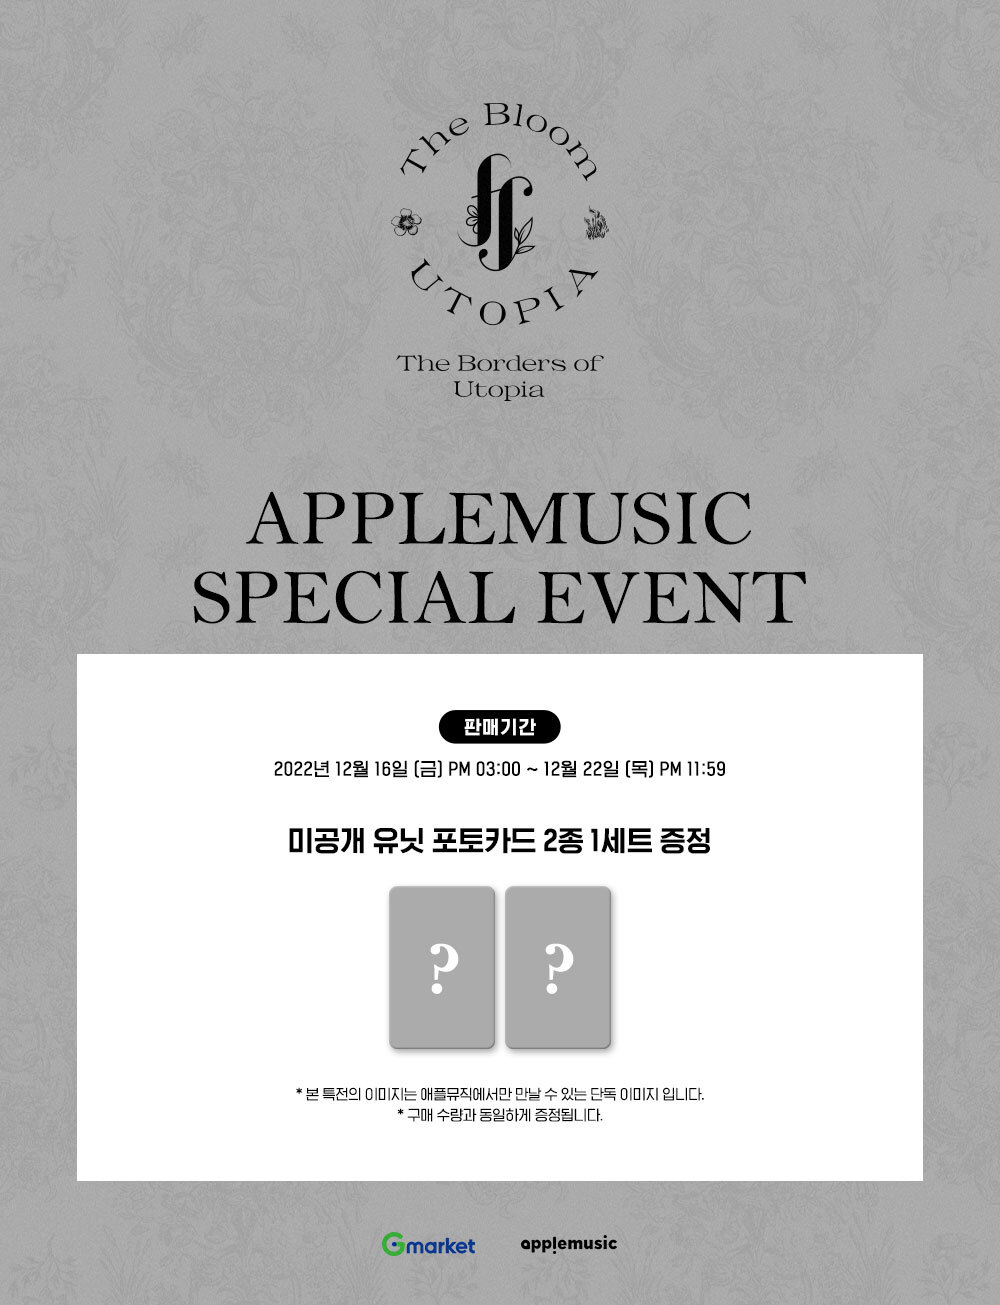 The Bloom
UTOPIA
The Borders of
Utopia
APPLEMUSIC
SPECIAL EVENT
판매기간
2022년 12월 16일 (금) PM 03:00 ~ 12월 22일 (목) PM 11:59
미공개 유닛 포토카드 2종 1세트 증정
? ?
* 본 특전의 이미지는 애플뮤직에서만 만날 수 있는 단독 이미지 입니다.
* 구매 수량과 동일하게 증정됩니다.
Gmarket applemusic